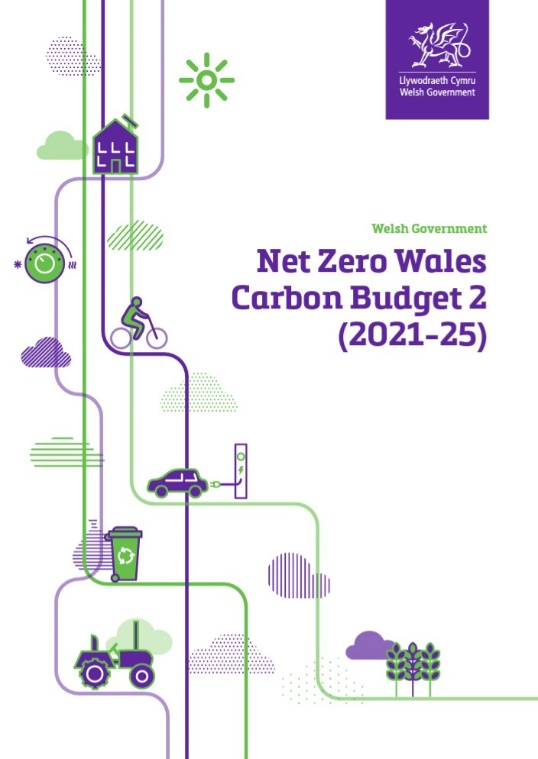 Llywodraeth Cymru
Welsh Government
Welsh Government
Net Zero Wales
Carbon Budget 2
(2021-25)